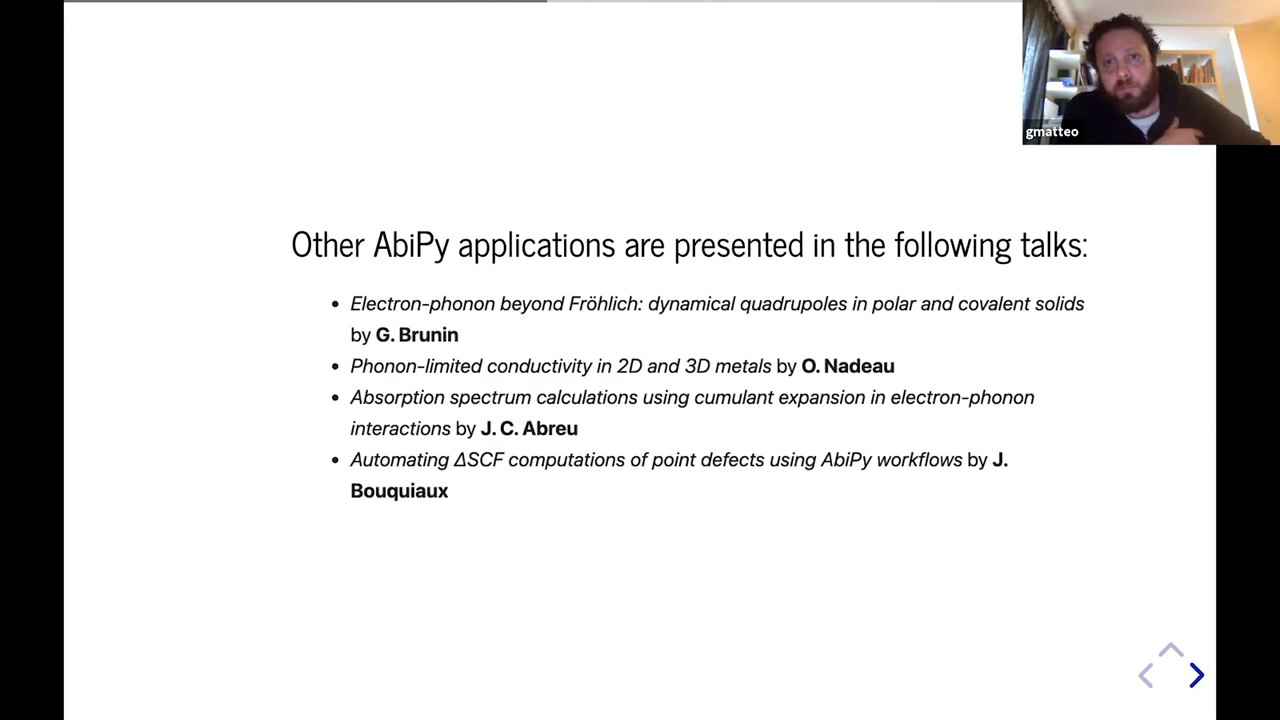 gmatteo
Other AbiPy applications are presented in the following talks:
• Electron-phonon beyond Fröhlich: dynamical quadrupoles in polar and covalent solids
by G. Brunin
• Phonon-limited conductivity in 2D and 3D metals by O. Nadeau
• Absorption spectrum calculations using cumulant expansion in electron-phonon
interactions by J. C. Abreu
• Automating ΔSCF computations of point defects using AbiPy workflows by J.
Bouquiaux